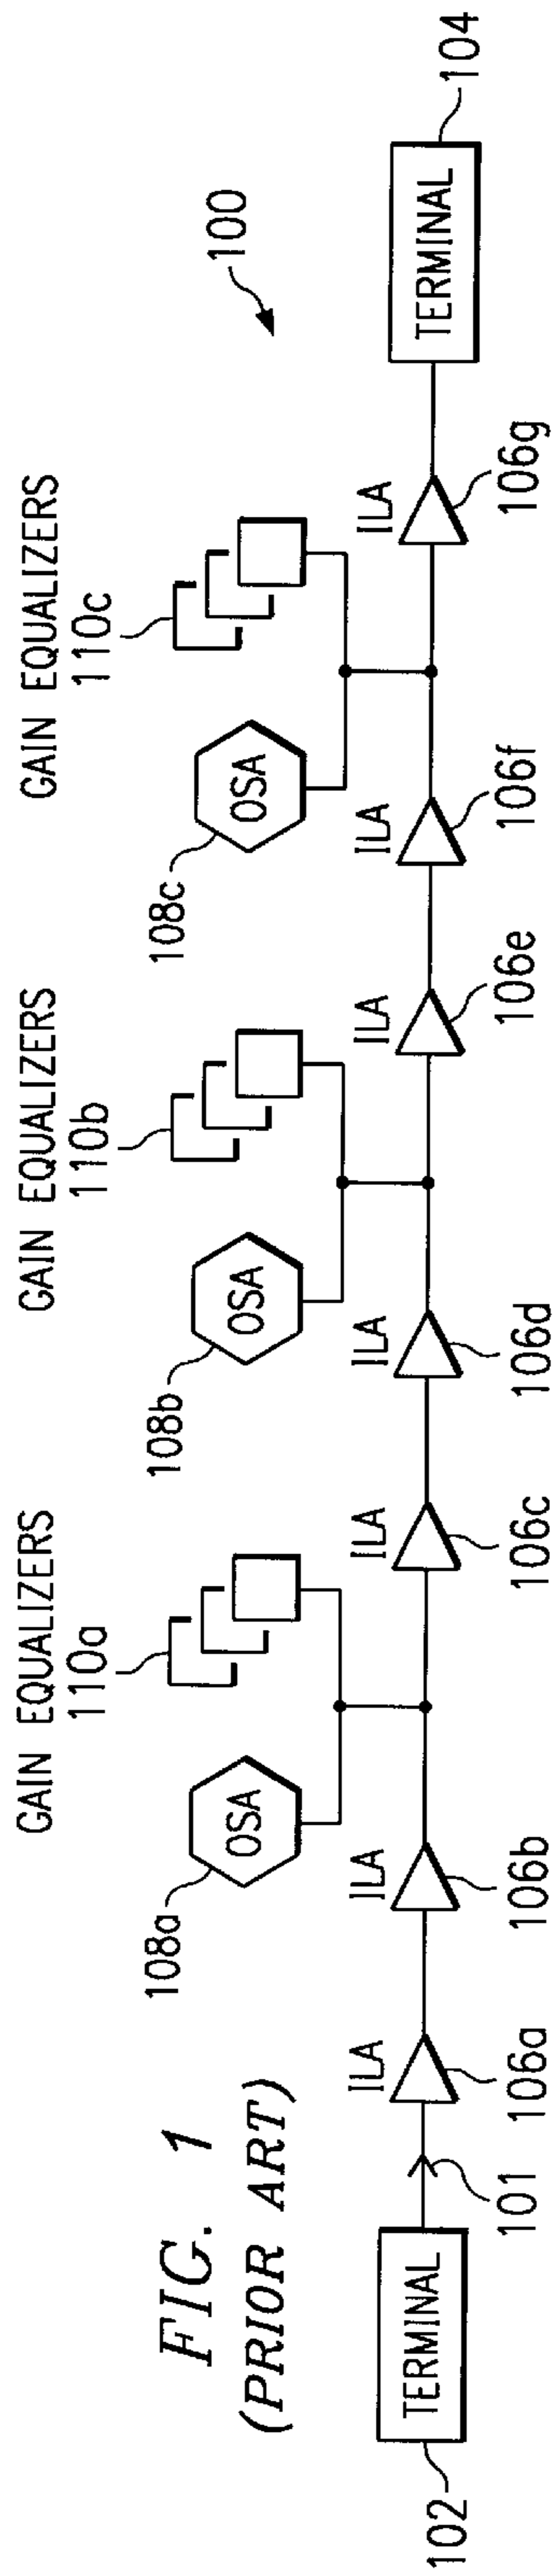 FIG. 1
(PRIOR ART)
100
GAIN EQUALIZERS
110a
GAIN EQUALIZERS
110b
GAIN EQUALIZERS
110c
108a
OSA
108b
OSA
108c
OSA
TERMINAL
ILA
ILA
ILA
ILA
ILA
ILA
ILA
TERMINAL
102
101
106a
106b
106c
106d
106e
106f
106g
104